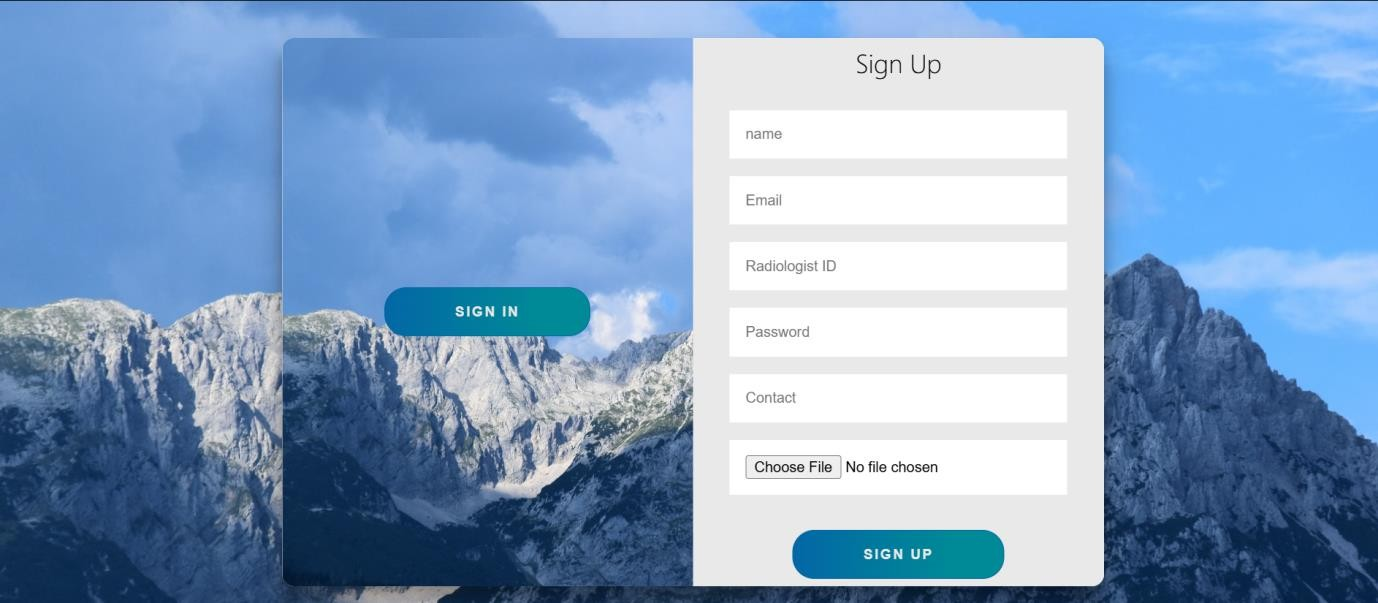 Sign Up
name
Email
Radiologist ID
SIGN IN
Password
Contact
Choose File No file chosen
SIGN UP